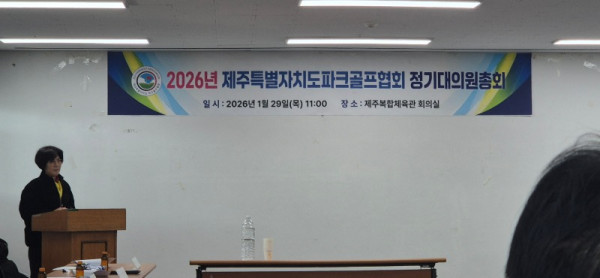 2026년 제주특별자치도파크골프협회 정기대의원총회
일 시 : 2026년 1월 29일(목) 11:00 장 소 : 제주복합체육관 회의실